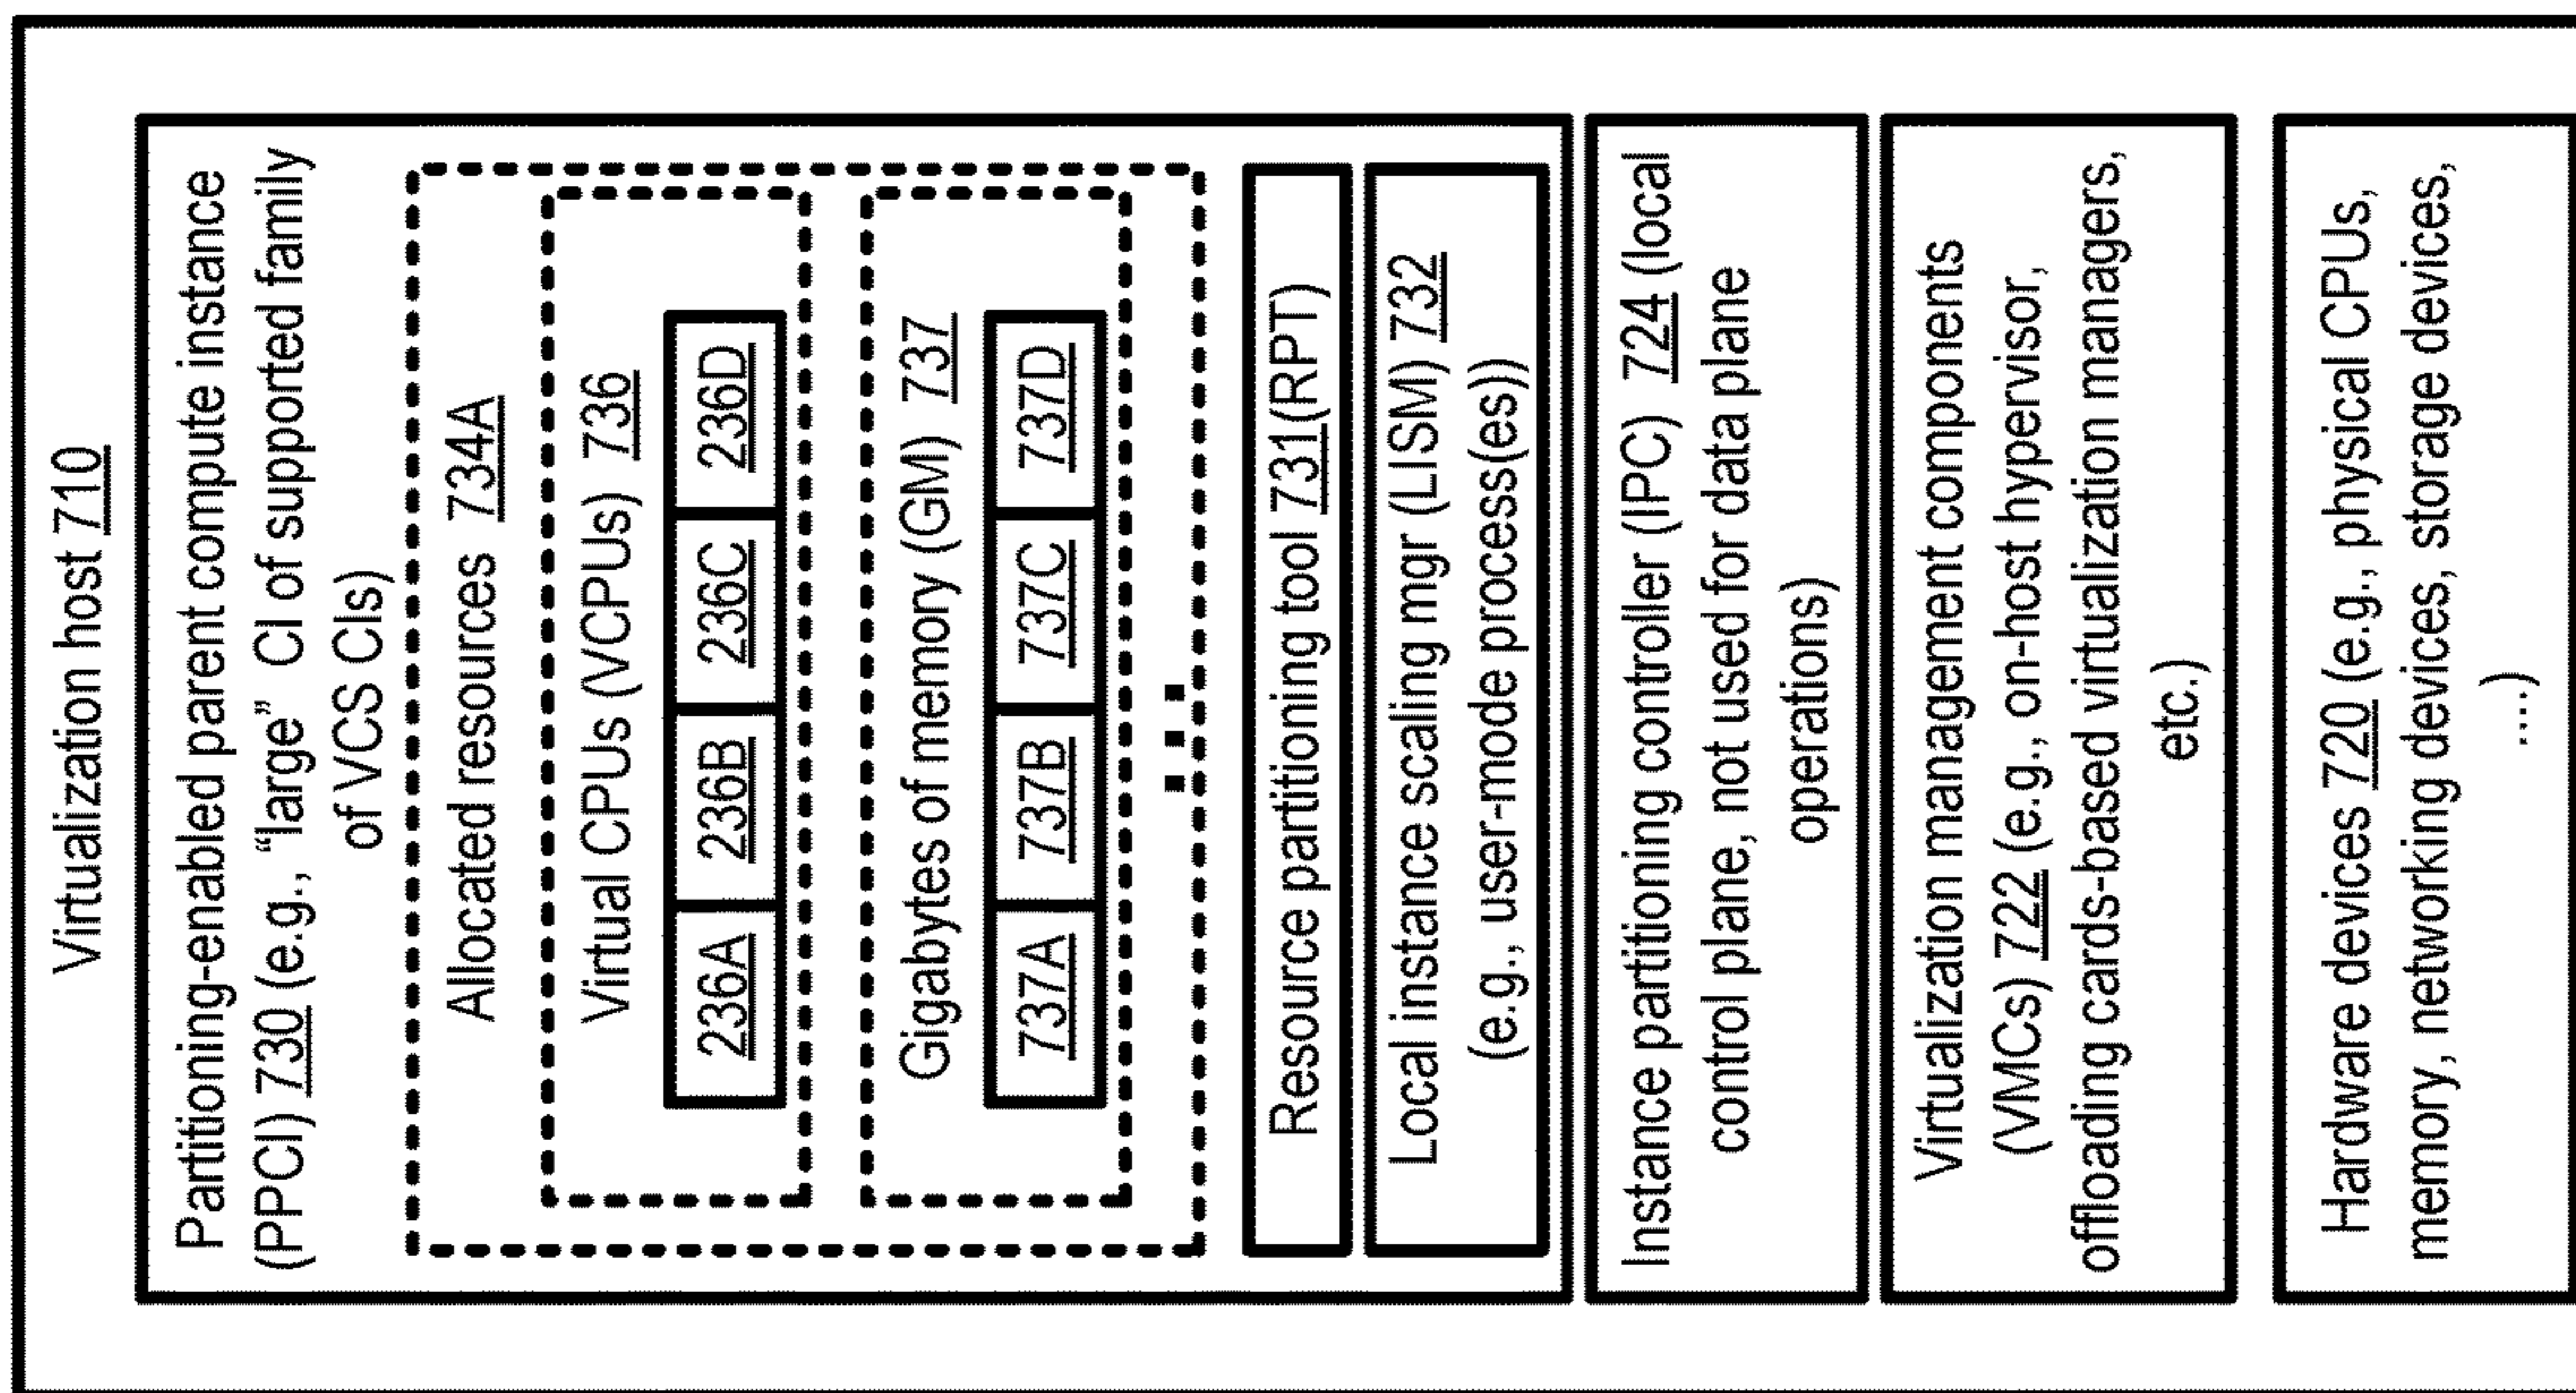 Virtualization host 710
Partitioning-enabled parent compute instance
(PPCI) 730 (e.g., “large” CI of supported family
of VCS CIs)
Allocated resources 734A
Virtual CPUs (VCPUs) 736
236A 236B 236C 236D
Gigabytes of memory (GM) 737
737A 737B 737C 737D
Resource partitioning tool 731(RPT)
Local instance scaling mgr (LISM) 732
(e.g., user-mode process(es))
Instance partitioning controller (IPC) 724 (local
control plane, not used for data plane
operations)
Virtualization management components
(VMCs) 722 (e.g., on-host hypervisor,
offloading cards-based virtualization managers,
etc.)
Hardware devices 720 (e.g., physical CPUs,
memory, networking devices, storage devices,
....)